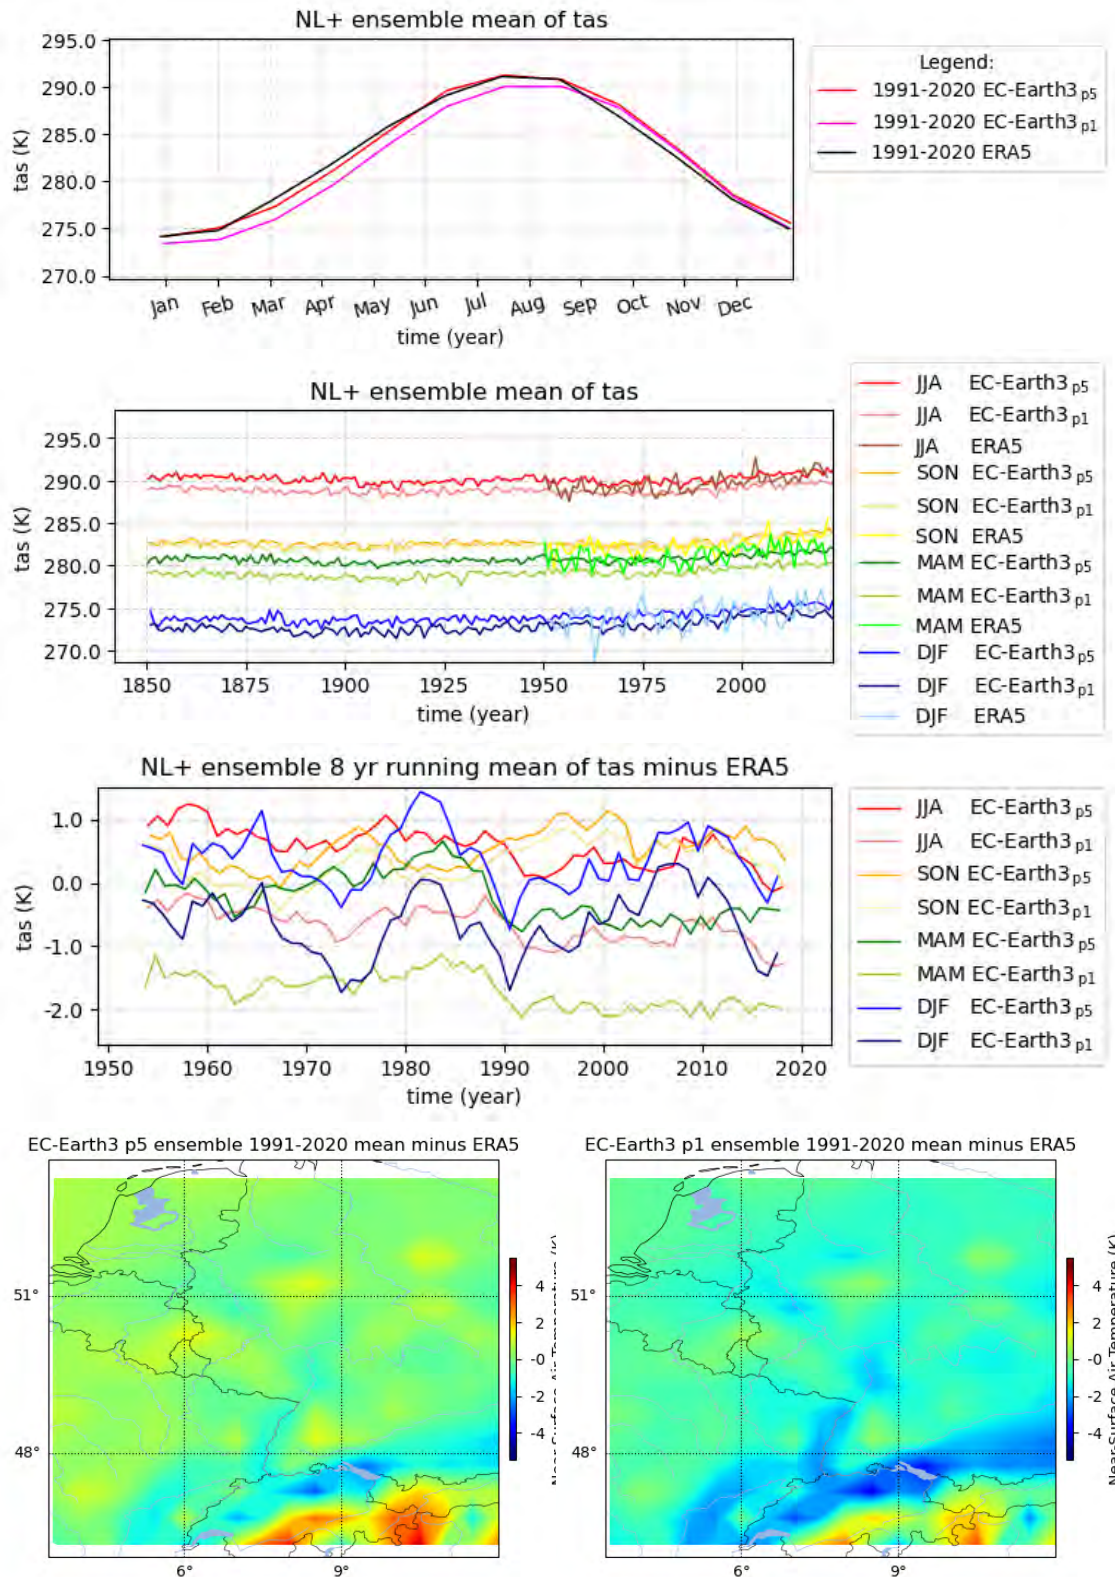 NL+ ensemble mean of tas
295.0
290.0
285.0
280.0
275.0
270.0
tas (K)
Jan Feb Mar Apr May Jun Jul Aug Sep Oct Nov Dec
time (year)
Legend:
1991-2020 EC-Earth3 p5
1991-2020 EC-Earth3 p1
1991-2020 ERA5
NL+ ensemble mean of tas
295.0
290.0
285.0
280.0
275.0
270.0
tas (K)
1850 1875 1900 1925 1950 1975 2000
time (year)
JJA EC-Earth3 p5
JJA EC-Earth3 p1
JJA ERA5
SON EC-Earth3 p5
SON EC-Earth3 p1
SON ERA5
MAM EC-Earth3 p5
MAM EC-Earth3 p1
MAM ERA5
DJF EC-Earth3 p5
DJF EC-Earth3 p1
DJF ERA5
NL+ ensemble 8 yr running mean of tas minus ERA5
1.0
0.0
-1.0
-2.0
tas (K)
1950 1960 1970 1980 1990 2000 2010 2020
time (year)
JJA EC-Earth3 p5
JJA EC-Earth3 p1
SON EC-Earth3 p5
SON EC-Earth3 p1
MAM EC-Earth3 p5
MAM EC-Earth3 p1
DJF EC-Earth3 p5
DJF EC-Earth3 p1
EC-Earth3 p5 ensemble 1991-2020 mean minus ERA5
51°
48°
6° 9°
4
2
-0
-2
-4
Near-Surface Air Temperature (K)
EC-Earth3 p1 ensemble 1991-2020 mean minus ERA5
51°
48°
6° 9°
4
2
-0
-2
-4
Near-Surface Air Temperature (K)